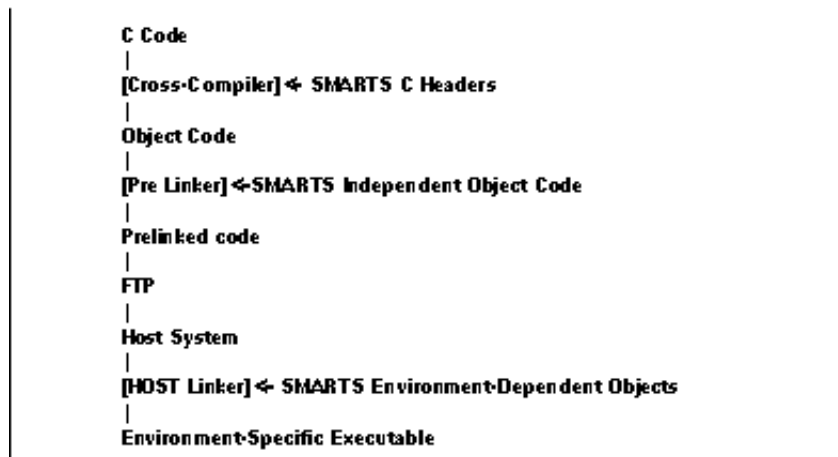 C Code
|
[Cross-Compiler]<- SMARTS C Headers
|
Object Code
|
[Pre Linker]<-SMARTS Independent Object Code
|
Prelinked code
|
FTP
|
Host System
|
[HOST Linker]<- SMARTS Environment-Dependent Objects
|
Environment-Specific Executable